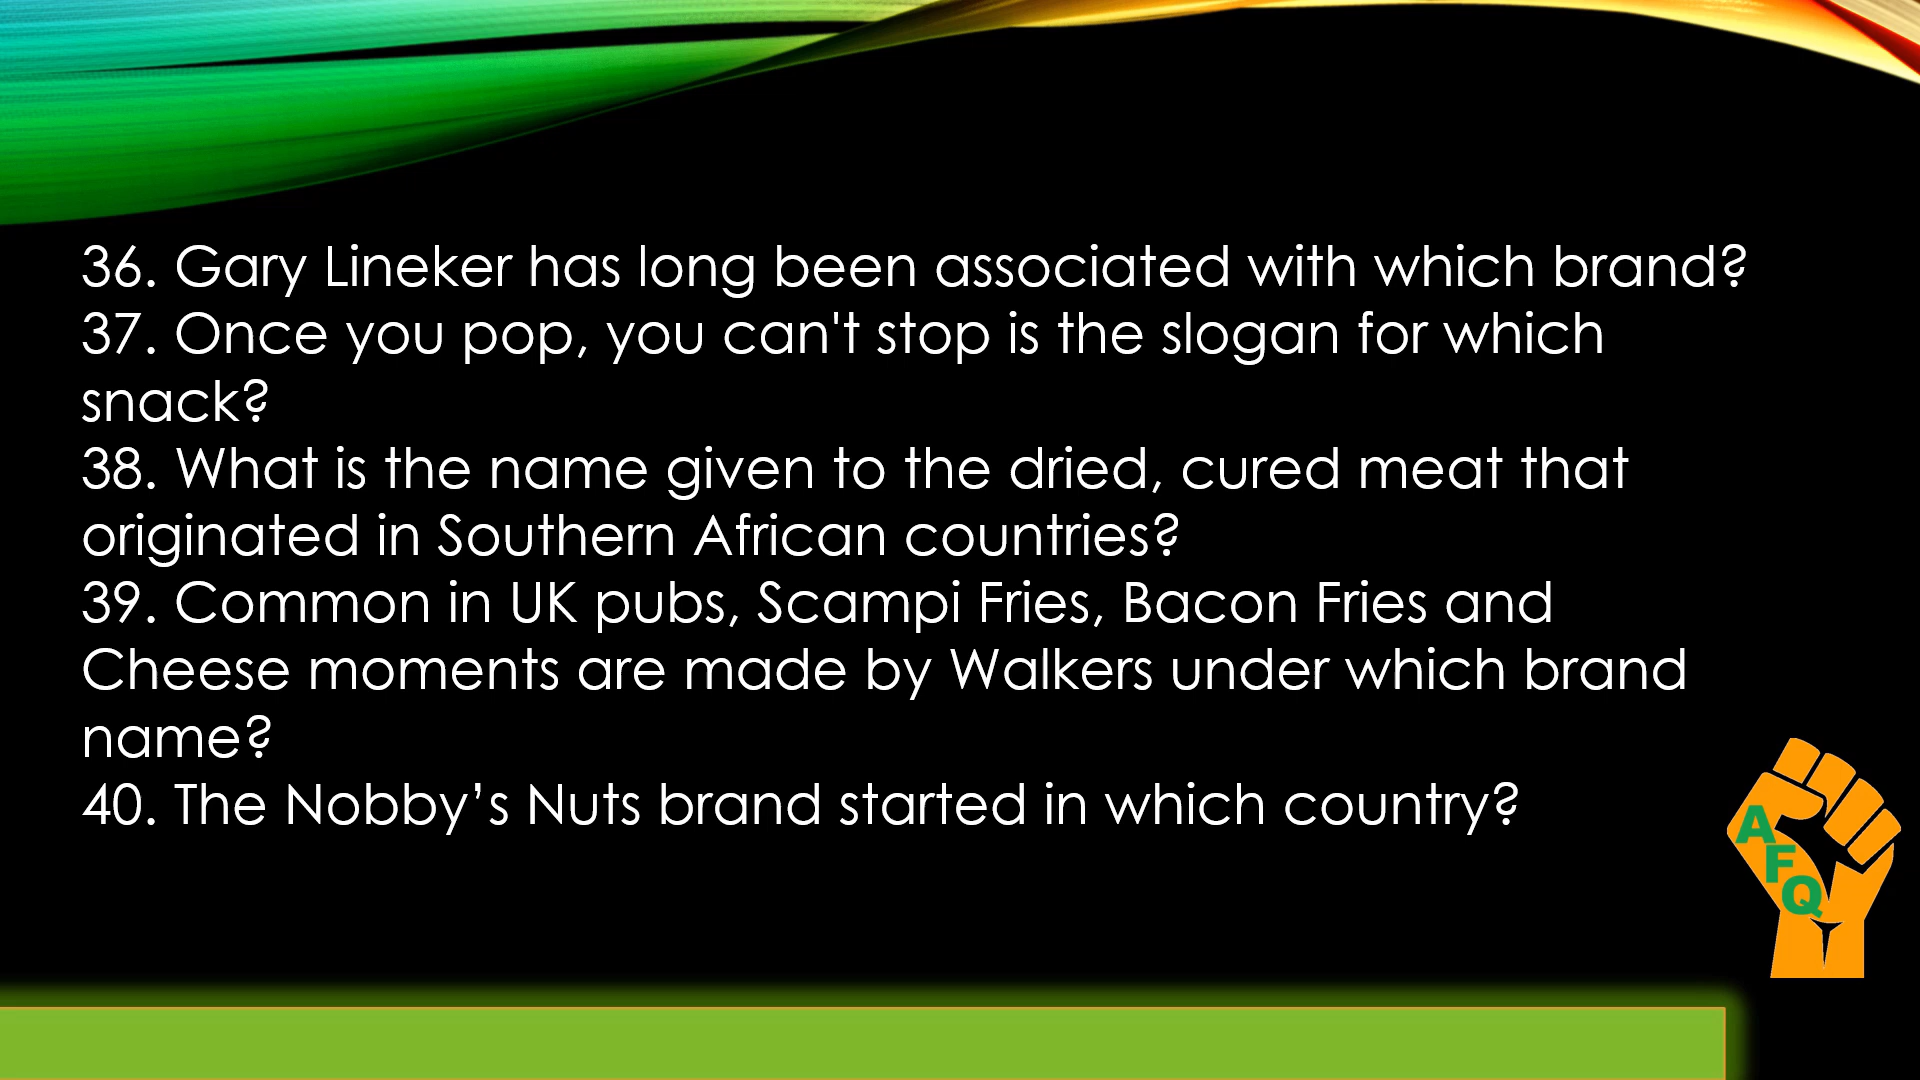 36. Gary Lineker has long been associated with which brand?
37. Once you pop, you can't stop is the slogan for which
snack?
38. What is the name given to the dried, cured meat that
originated in Southern African countries?
39. Common in UK pubs, Scampi Fries, Bacon Fries and
Cheese moments are made by Walkers under which brand
name?
40. The Nobby’s Nuts brand started in which country?
A
F
Q